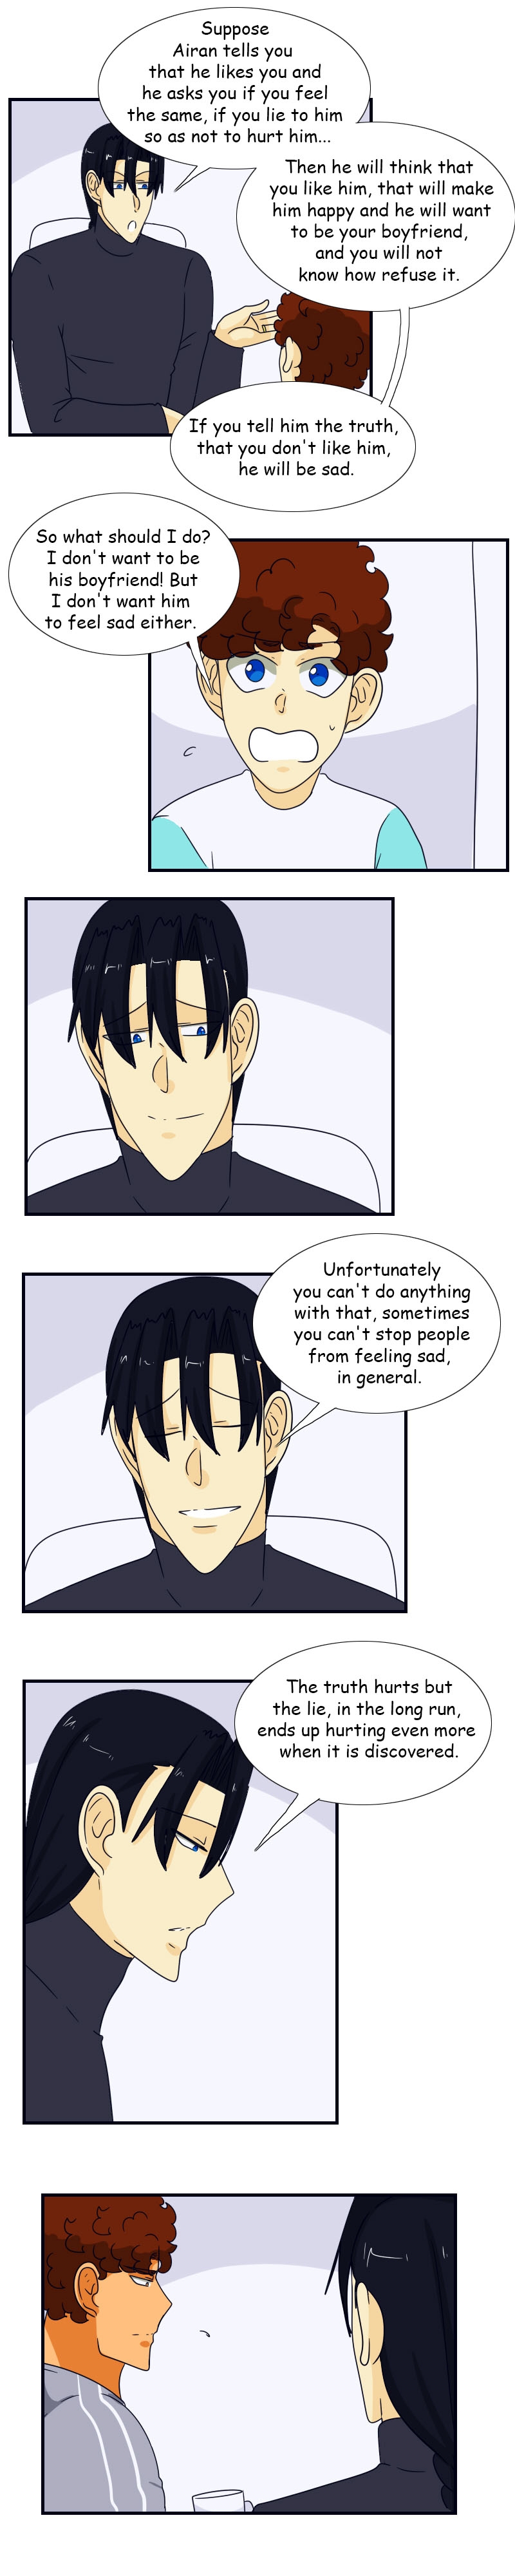 Suppose
Airan tells you
that he likes you and
he asks you if you feel
the same, if you lie to him
so as not to hurt him...
Then he will think that
you like him, that will make
him happy and he will want
to be your boyfriend,
and you will not
know how refuse it.
If you tell him the truth,
that you don't like him,
he will be sad.
So what should I do?
I don't want to be
his boyfriend! But
I don't want him
to feel sad either.
Unfortunately
you can't do anything
with that, sometimes
you can't stop people
from feeling sad,
in general.
The truth hurts but
the lie, in the long run,
ends up hurting even more
when it is discovered.